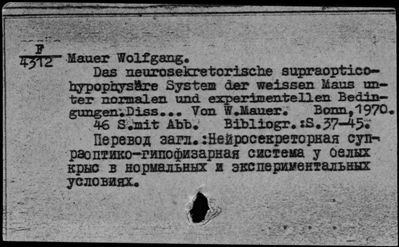 F
4312
Mauer Wolfgang.
Das neurosekretorische supraoptico-
hypophysäre System der weissen Maus un-
ter normalen und experimentellen Bedin-
gungen.Diss... Von W.Mauer. Bonn,1970.
46 S.mit Abb. Bibliogr.:S.37-45.
Перевод загл.:Нейросекреторная суп-
раоптико-гипофизарная система у белых
крыс в нормальных и экспериментальных
условиях.